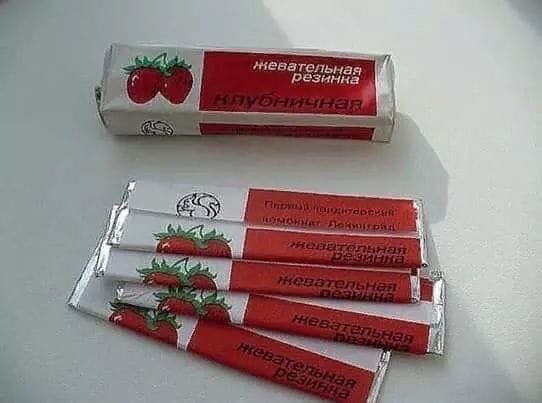 жевательная
резинка
клубничная
Первый кондитерский
комбинат Ленинград
жевательная
резинка
жевательная
резинка
жевательная
резинка
жевательная
резинка